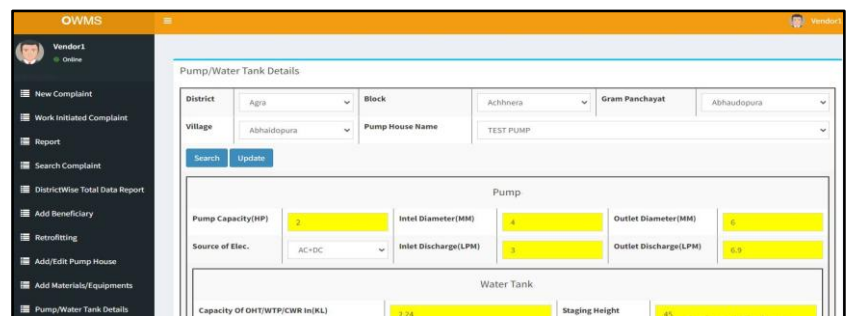 OWMS
Vendor1
Vendor1
Online
New Complaint
Work Initiated Complaint
Report
Search Complaint
DistrictWise Total Data Report
Add Beneficiary
Retrofitting
Add/Edit Pump House
Add Materials/Equipments
Pump/Water Tank Details
Pump/Water Tank Details
District Agra Block Achhnera Gram Panchayat Abhaudopura
Village Abhaidopura Pump House Name TEST PUMP
Search Update
Pump
Pump Capacity(HP) 2 Intel Diameter(MM) 4 Outlet Diameter(MM) 6
Source of Elec. AC+DC Inlet Discharge(LPM) 3 Outlet Discharge(LPM) 6.9
Water Tank
Capacity Of OHT/WTP/CWR In(KL) 2.24 Staging Height 45